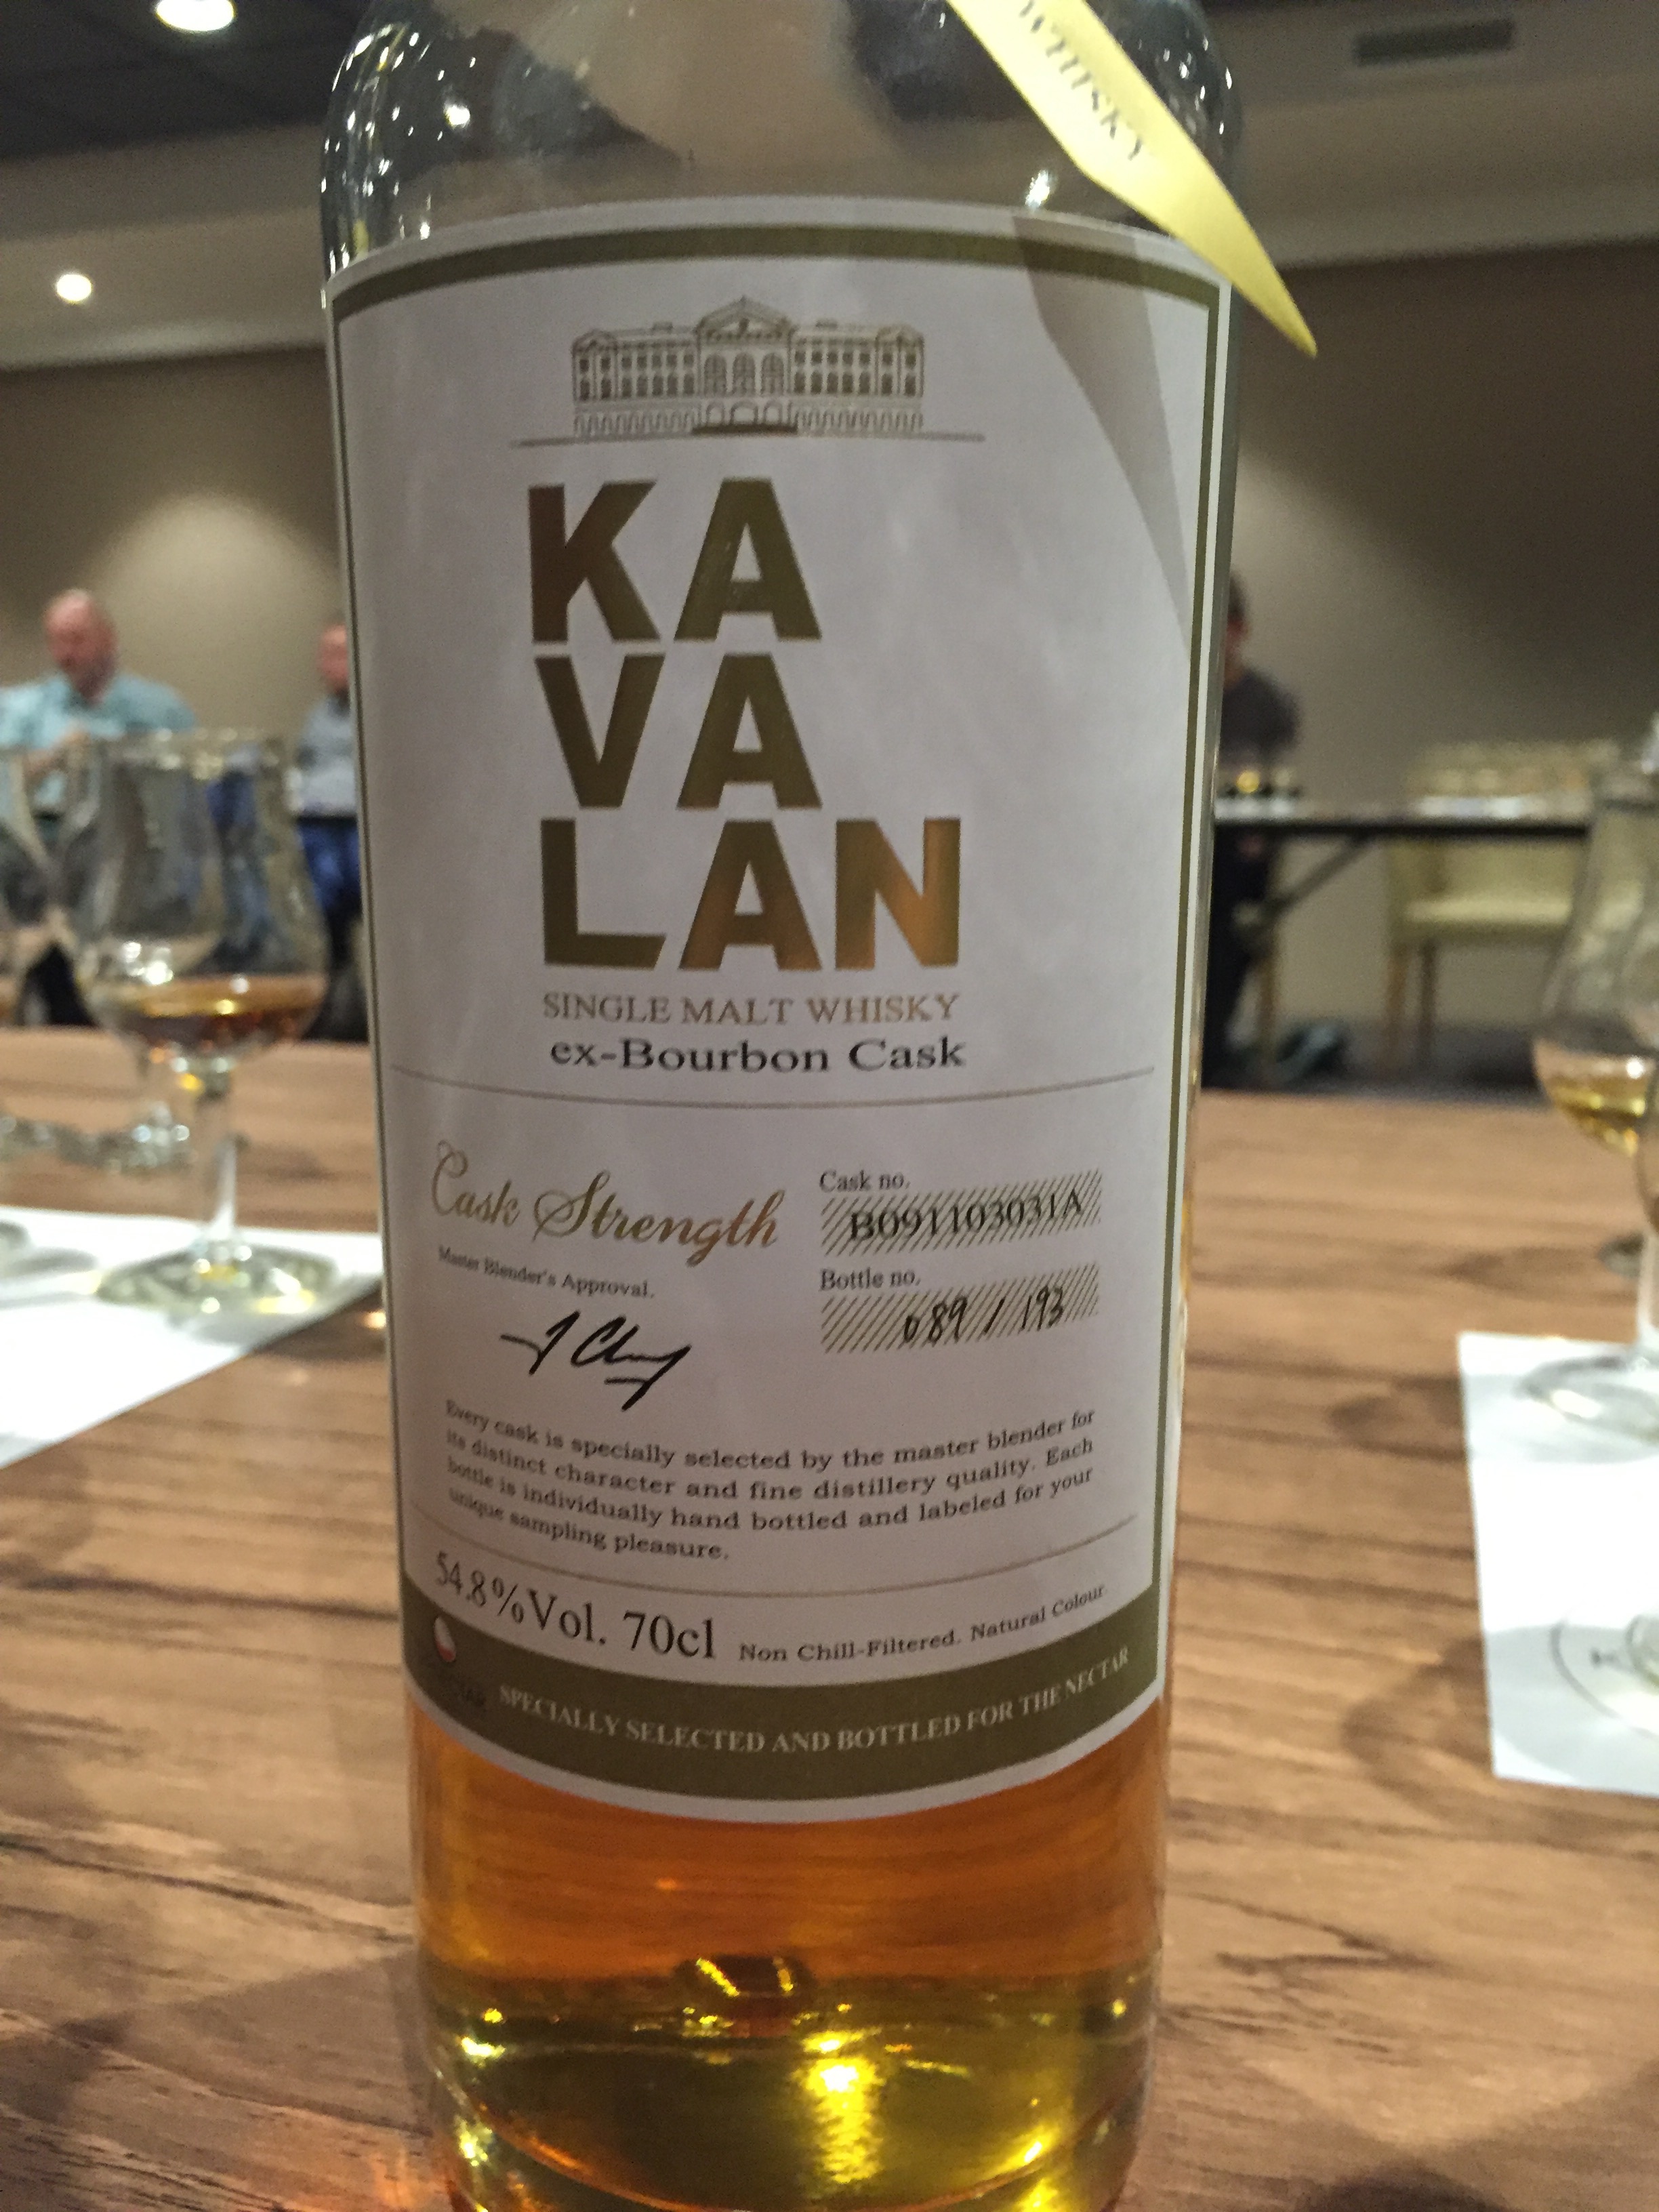 WHISKY
KA
VA
LAN
SINGLE MALT WHISKY
ex-Bourbon Cask
Cask Strength
Master Blender's Approval.
Cask no.
B091103031A
Bottle no.
089 / 193
Every cask is specially selected by the master blender for
its distinct character and fine distillery quality. Each
bottle is individually hand bottled and labeled for your
unique sampling pleasure.
54.8%Vol. 70cl Non Chill-Filtered. Natural Colour.
SPECIALLY SELECTED AND BOTTLED FOR THE NECTAR